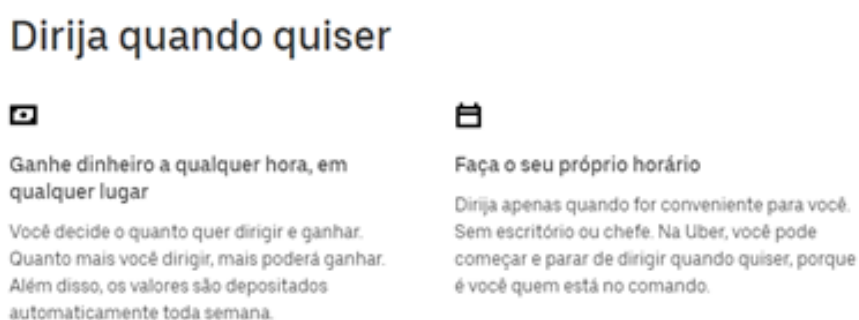 Dirija quando quiser
Ganhe dinheiro a qualquer hora, em
qualquer lugar
Você decide o quanto quer dirigir e ganhar.
Quanto mais você dirigir, mais poderá ganhar.
Além disso, os valores são depositados
automaticamente toda semana.
Faça o seu próprio horário
Dirija apenas quando for conveniente para você.
Sem escritório ou chefe. Na Uber, você pode
começar e parar de dirigir quando quiser, porque
é você quem está no comando.